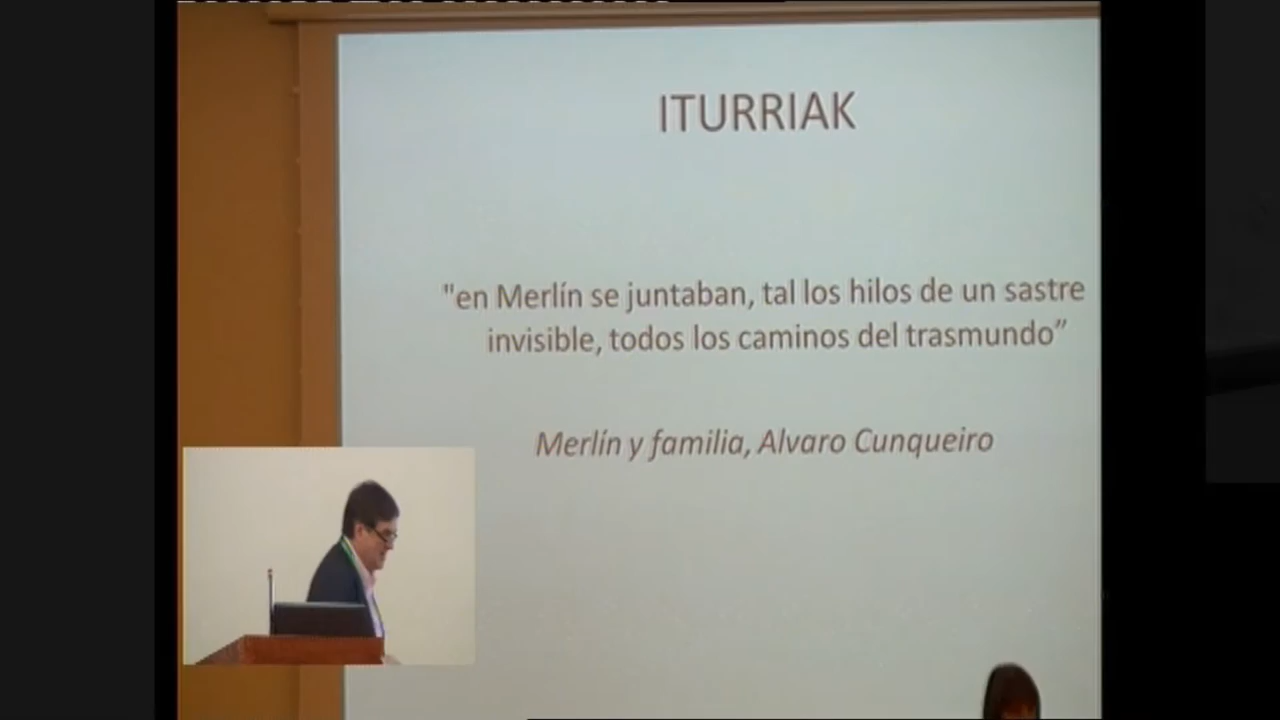 ITURRIAK
"en Merlín se juntaban, tal los hilos de un sastre
invisible, todos los caminos del trasmundo”
Merlín y familia, Alvaro Cunqueiro